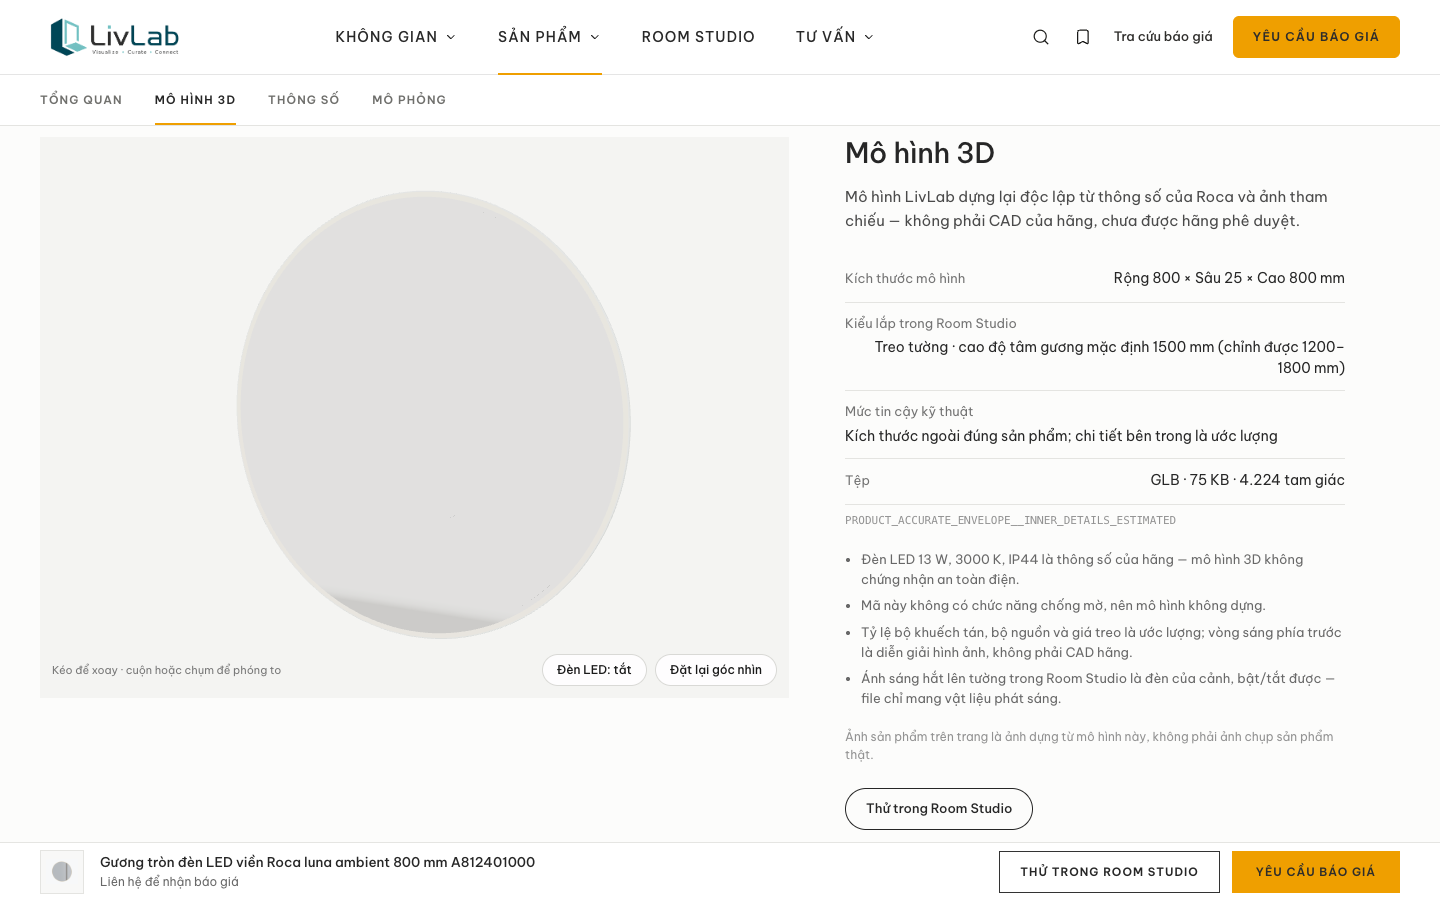 LivLab
Visualize - Curate - Connect
KHÔNG GIAN
SẢN PHẨM
ROOM STUDIO
TƯ VẤN
Tra cứu báo giá
YÊU CẦU BÁO GIÁ
TỔNG QUAN
MÔ HÌNH 3D
THÔNG SỐ
MÔ PHỎNG
Kéo để xoay · cuộn hoặc chụm để phóng to
Đèn LED: tắt
Đặt lại góc nhìn
Mô hình 3D
Mô hình LivLab dựng lại độc lập từ thông số của Roca và ảnh tham
chiếu — không phải CAD của hãng, chưa được hãng phê duyệt.
Kích thước mô hình
Rộng 800 × Sâu 25 × Cao 800 mm
Kiểu lắp trong Room Studio
Treo tường · cao độ tâm gương mặc định 1500 mm (chỉnh được 1200–
1800 mm)
Mức tin cậy kỹ thuật
Kích thước ngoài đúng sản phẩm; chi tiết bên trong là ước lượng
Tệp
GLB · 75 KB · 4.224 tam giác
PRODUCT_ACCURATE_ENVELOPE__INNER_DETAILS_ESTIMATED
• Đèn LED 13 W, 3000 K, IP44 là thông số của hãng — mô hình 3D không
chứng nhận an toàn điện.
• Mã này không có chức năng chống mờ, nên mô hình không dựng.
• Tỷ lệ bộ khuếch tán, bộ nguồn và giá treo là ước lượng; vòng sáng phía trước
là diễn giải hình ảnh, không phải CAD hãng.
• Ánh sáng hắt lên tường trong Room Studio là đèn của cảnh, bật/tắt được —
file chỉ mang vật liệu phát sáng.
Ảnh sản phẩm trên trang là ảnh dựng từ mô hình này, không phải ảnh chụp sản phẩm
thật.
Thử trong Room Studio
Gương tròn đèn LED viền Roca luna ambient 800 mm A812401000
Liên hệ để nhận báo giá
THỬ TRONG ROOM STUDIO
YÊU CẦU BÁO GIÁ